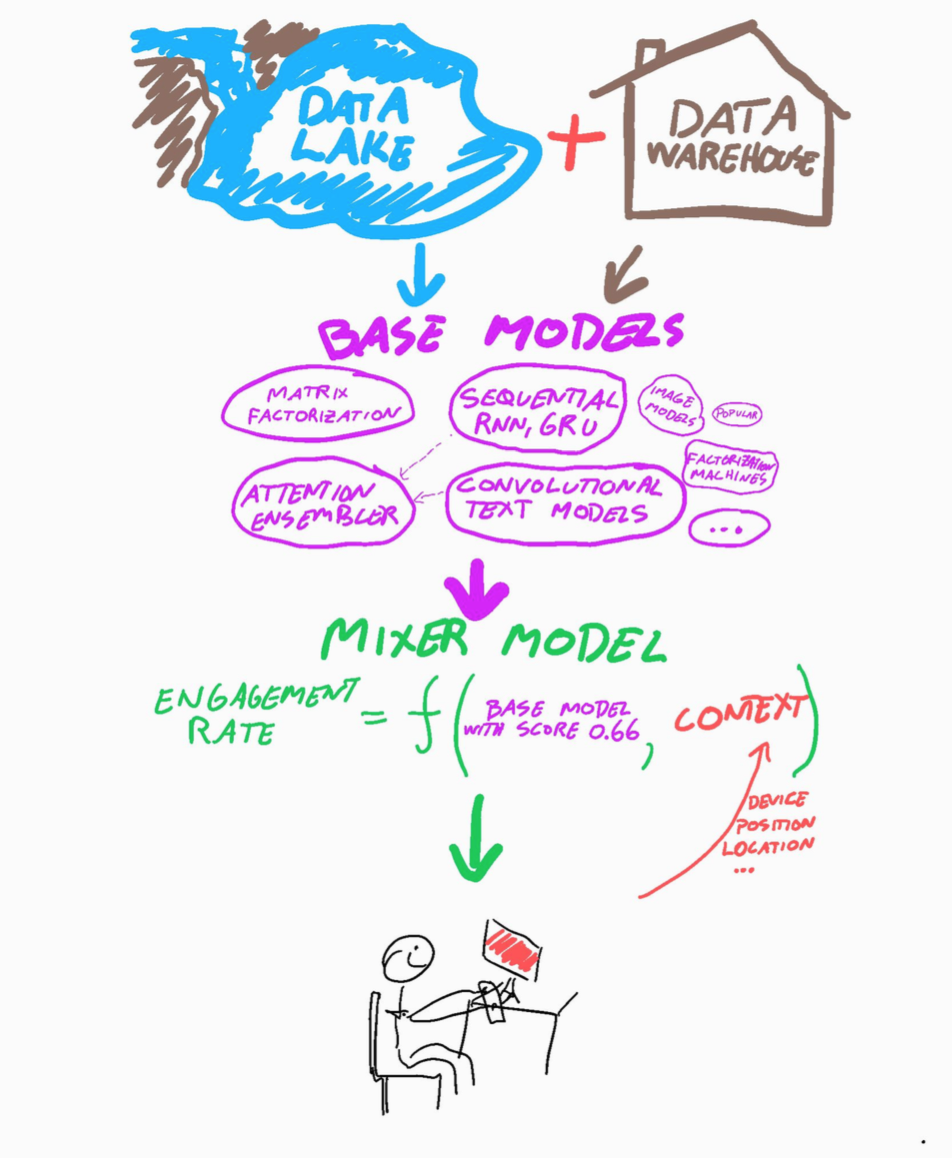 DATA
LAKE
+
DATA
WAREHOUSE
BASE MODELS
MATRIX
FACTORIZATION
SEQUENTIAL
RNN, GRU
IMAGE
MODELS
POPULAR
ATTENTION
ENSEMBLER
CONVOLUTIONAL
TEXT MODELS
FACTORIZATION
MACHINES
...
MIXER MODEL
ENGAGEMENT
RATE
= f (
BASE MODEL
WITH SCORE 0.66
,
CONTEXT
)
DEVICE
POSITION
LOCATION
...